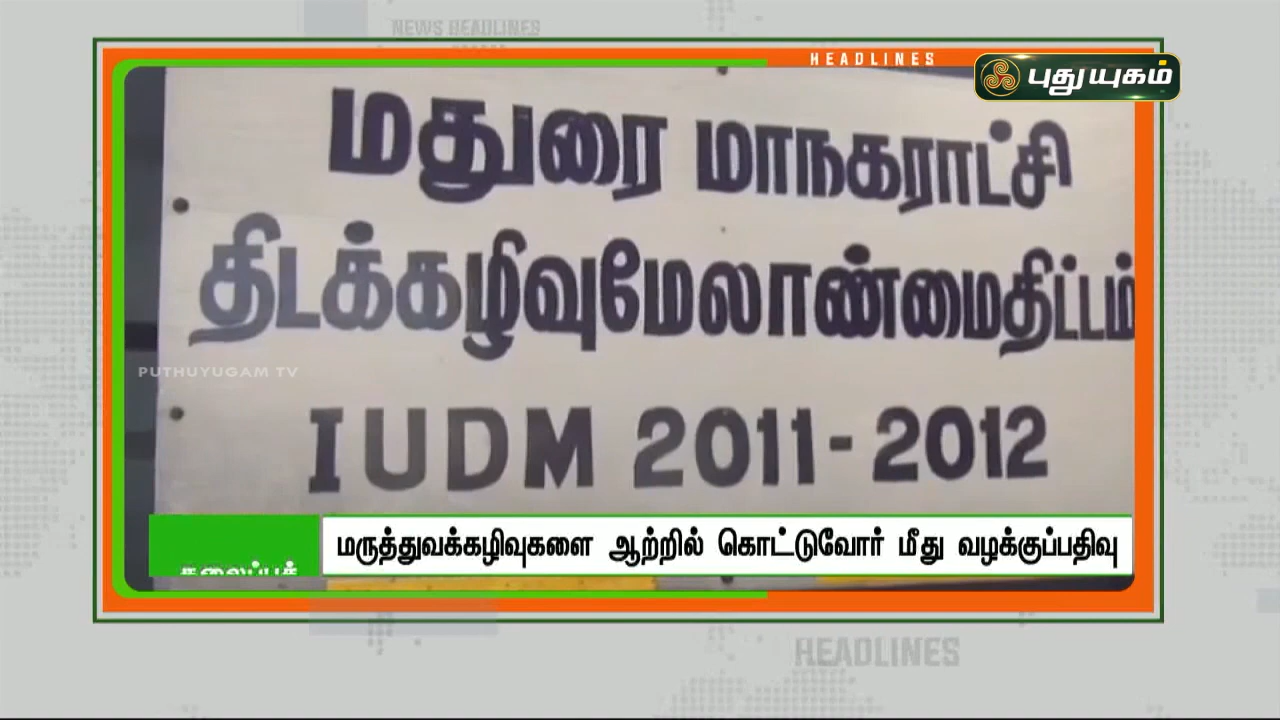 NEWS HEADLINES
HEADLINES
புதுயுகம்
மதுரை மாநகராட்சி
திடக்கழிவுமேலாண்மைதிட்டம்
PUTHUYUGAM TV
IUDM 2011-2012
மருத்துவக்கழிவுகளை ஆற்றில் கொட்டுவோர் மீது வழக்குப்பதிவு
HEADLINES